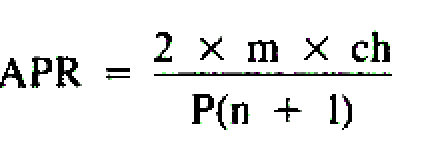 APR = 2 × m × ch / P(n + 1)